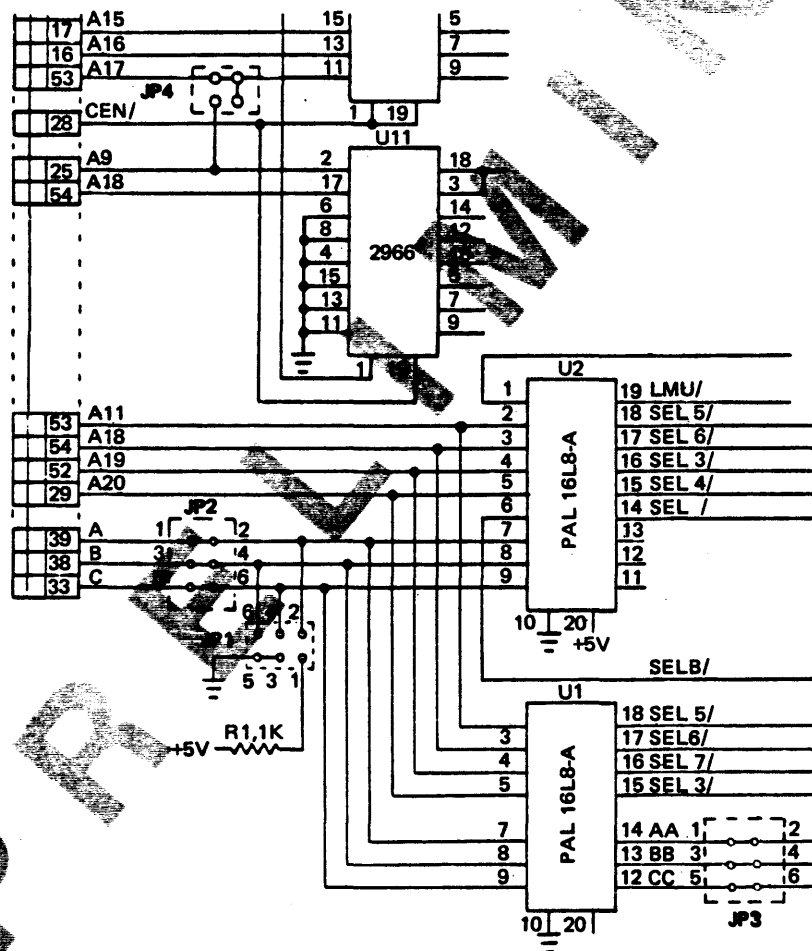 17 A15 15 5
16 A16 13 7
53 A17 11 9
JP4
28 CEN/ 1 19
U11
25 A9 2 18
54 A18 17 3
6 14
8
4 2966
15
13 7
11 9
1
U2
1 19 LMU/
53 A11 2 18 SEL 5/
54 A18 3 17 SEL 6/
52 A19 4 16 SEL 3/
29 A20 5 15 SEL 4/
JP2 6 14 SEL /
39 A 1 2 7 13
38 B 3 4 8 12
33 C 6 9 11
PAL 16L8-A
10 20
+5V
6 2
JP1
5 3 1
SELB/
U1
R1,1K
+5V
18 SEL 5/
3 17 SEL6/
4 16 SEL 7/
5 15 SEL 3/
PAL 16L8-A
7 14 AA 1 2
8 13 BB 3 4
9 12 CC 5 6
10 20
JP3